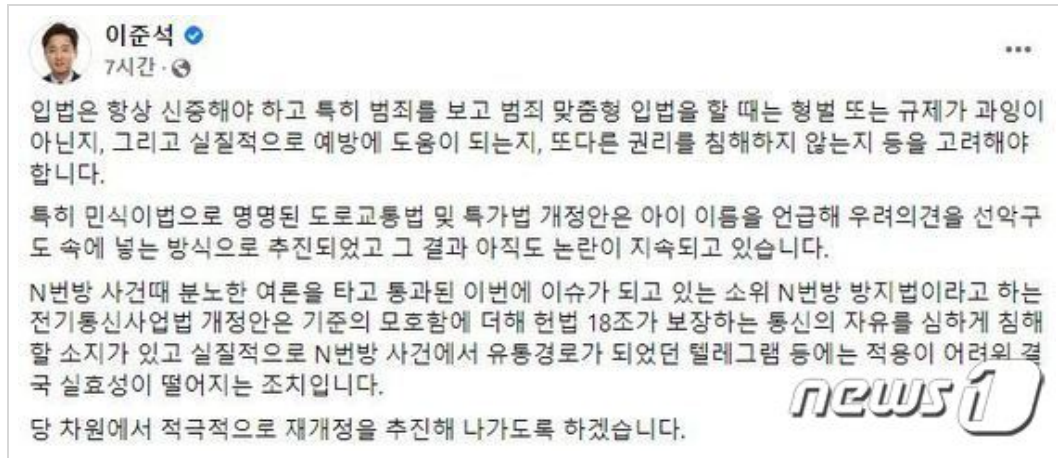 이준석
7시간 ·
입법은 항상 신중해야 하고 특히 범죄를 보고 범죄 맞춤형 입법을 할 때는 형벌 또는 규제가 과잉이
아닌지, 그리고 실질적으로 예방에 도움이 되는지, 또다른 권리를 침해하지 않는지 등을 고려해야
합니다.
특히 민식이법으로 명명된 도로교통법 및 특가법 개정안은 아이 이름을 언급해 우려의견을 선악구
도 속에 넣는 방식으로 추진되었고 그 결과 아직도 논란이 지속되고 있습니다.
N번방 사건때 분노한 여론을 타고 통과된 이번에 이슈가 되고 있는 소위 N번방 방지법이라고 하는
전기통신사업법 개정안은 기준의 모호함에 더해 헌법 18조가 보장하는 통신의 자유를 심하게 침해
할 소지가 있고 실질적으로 N번방 사건에서 유통경로가 되었던 텔레그램 등에는 적용이 어려워 결
국 실효성이 떨어지는 조치입니다.
당 차원에서 적극적으로 재개정을 추진해 나가도록 하겠습니다.
news1